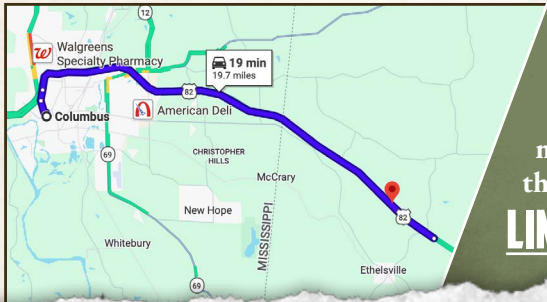 12
Walgreens
Specialty Pharmacy
19 min
19.7 miles
82
American Deli
Columbus
69
CHRISTOPHER
HILLS
McCrary
New Hope
MISSISSIPPI
82
Whitebury
Ethelsville
69